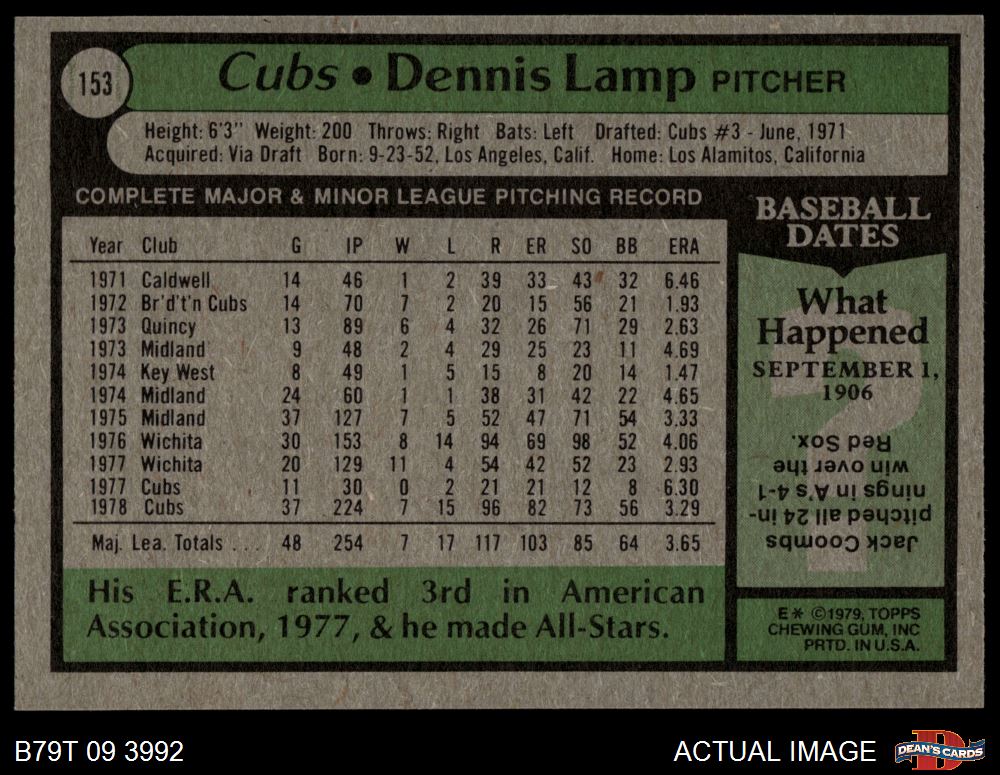 153
Cubs • Dennis Lamp PITCHER
Height: 6'3" Weight: 200 Throws: Right Bats: Left Drafted: Cubs #3 - June, 1971
Acquired: Via Draft Born: 9-23-52, Los Angeles, Calif. Home: Los Alamitos, California
COMPLETE MAJOR & MINOR LEAGUE PITCHING RECORD
Year Club G IP W L R ER SO BB ERA
1971 Caldwell 14 46 1 2 39 33 43 32 6.46
1972 Br'd't'n Cubs 14 70 7 2 20 15 56 21 1.93
1973 Quincy 13 89 6 4 32 26 71 29 2.63
1973 Midland 9 48 2 4 29 25 23 11 4.69
1974 Key West 8 49 1 5 15 8 20 14 1.47
1974 Midland 24 60 1 1 38 31 42 22 4.65
1975 Midland 37 127 7 5 52 47 71 54 3.33
1976 Wichita 30 153 8 14 94 69 98 52 4.06
1977 Wichita 20 129 11 4 54 42 52 23 2.93
1977 Cubs 11 30 0 2 21 21 12 8 6.30
1978 Cubs 37 224 7 15 96 82 73 56 3.29
Maj. Lea. Totals . . . 48 254 7 17 117 103 85 64 3.65
His E.R.A. ranked 3rd in American
Association, 1977, & he made All-Stars.
BASEBALL
DATES
What
Happened
SEPTEMBER 1,
1906
Jack Coombs
pitched all 24 in-
nings in A's 4-1
win over the
Red Sox.
E* ©1979, TOPPS
CHEWING GUM, INC
PRTD. IN U.S.A.
B79T 09 3992
ACTUAL IMAGE
DEAN'S CARDS